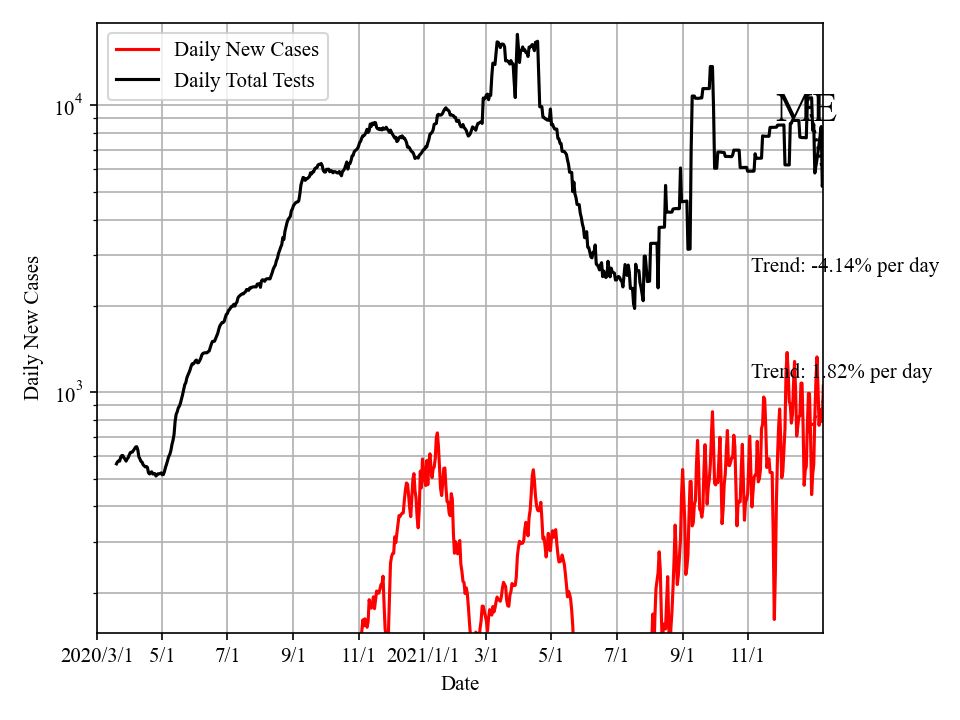 Daily New Cases
Daily Total Tests
ME
10^4
10^3
Trend: -4.14% per day
Trend: 1.82% per day
Daily New Cases
2020/3/1 5/1 7/1 9/1 11/1 2021/1/1 3/1 5/1 7/1 9/1 11/1
Date